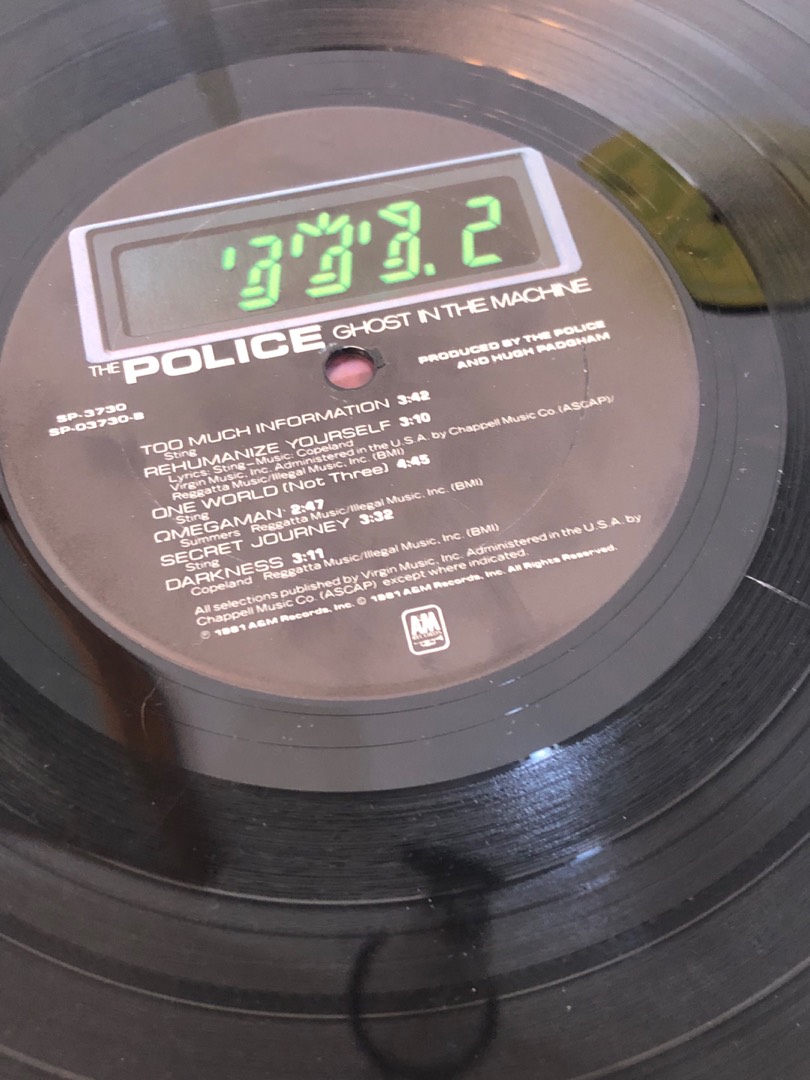 THE POLICE GHOST IN THE MACHINE
PRODUCED BY THE POLICE
AND HUGH PADGHAM
SP-3730
SP-03730-B
TOO MUCH INFORMATION 3:42
Sting
REHUMANIZE YOURSELF 3:10
Lyrics: Sting - Music: Copeland
Virgin Music, Inc. Administered in the U.S.A. by Chappell Music Co. (ASCAP)/
Reggatta Music/Illegal Music, Inc. (BMI)
ONE WORLD (Not Three) 4:45
Sting
OMEGAMAN 2:47
Summers Reggatta Music/Illegal Music, Inc. (BMI)
SECRET JOURNEY 3:32
Sting
DARKNESS 3:11
Copeland Reggatta Music/Illegal Music, Inc. (BMI)
All selections published by Virgin Music, Inc. Administered in the U.S.A. by
Chappell Music Co. (ASCAP) except where indicated.
℗ 1981 A&M Records, Inc. © 1981 A&M Records, Inc. All Rights Reserved.
A&M
RECORDS